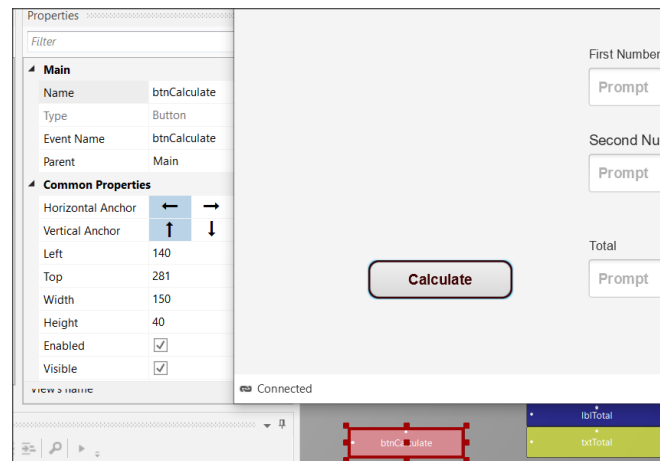 Properties
Filter
Main
Name btnCalculate
Type Button
Event Name btnCalculate
Parent Main
Common Properties
Horizontal Anchor
Vertical Anchor
Left 140
Top 281
Width 150
Height 40
Enabled
Visible
View's name
First Number
Prompt
Second Nu
Prompt
Total
Prompt
Calculate
Connected
lblTotal
btnCalculate
txtTotal